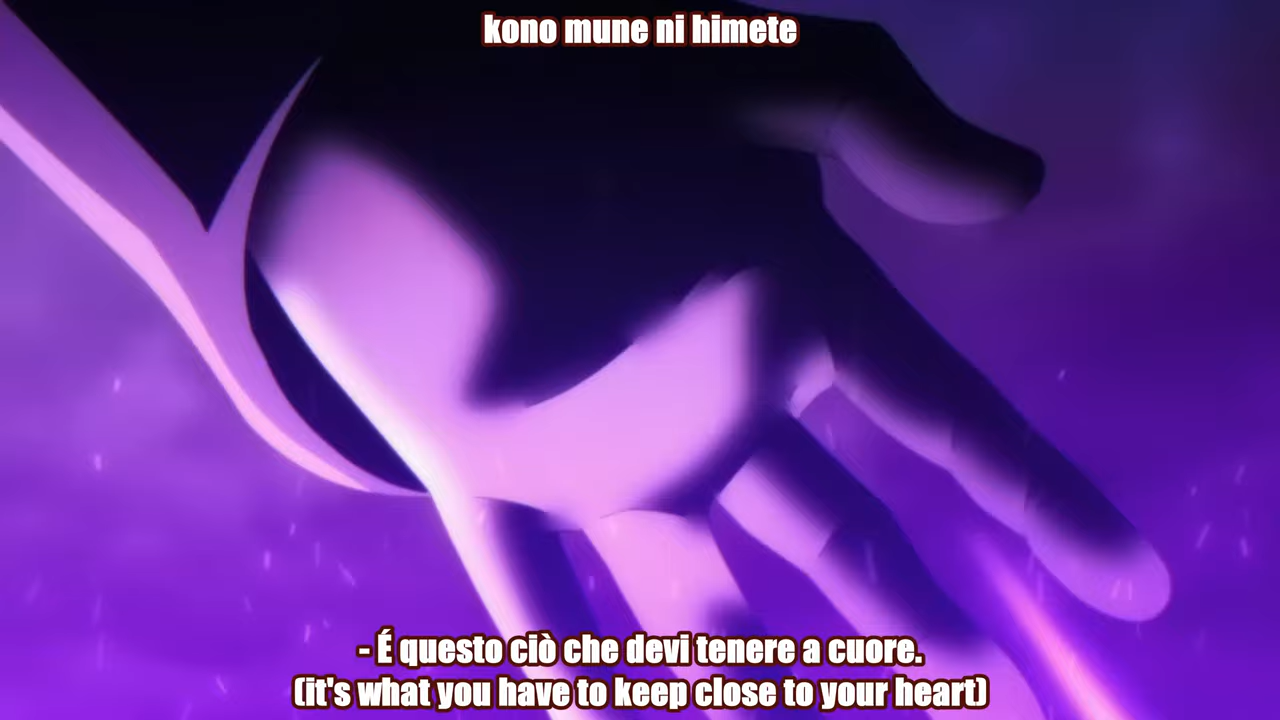 kono mune ni himete
- É questo ciò che devi tenere a cuore.
(it's what you have to keep close to your heart)